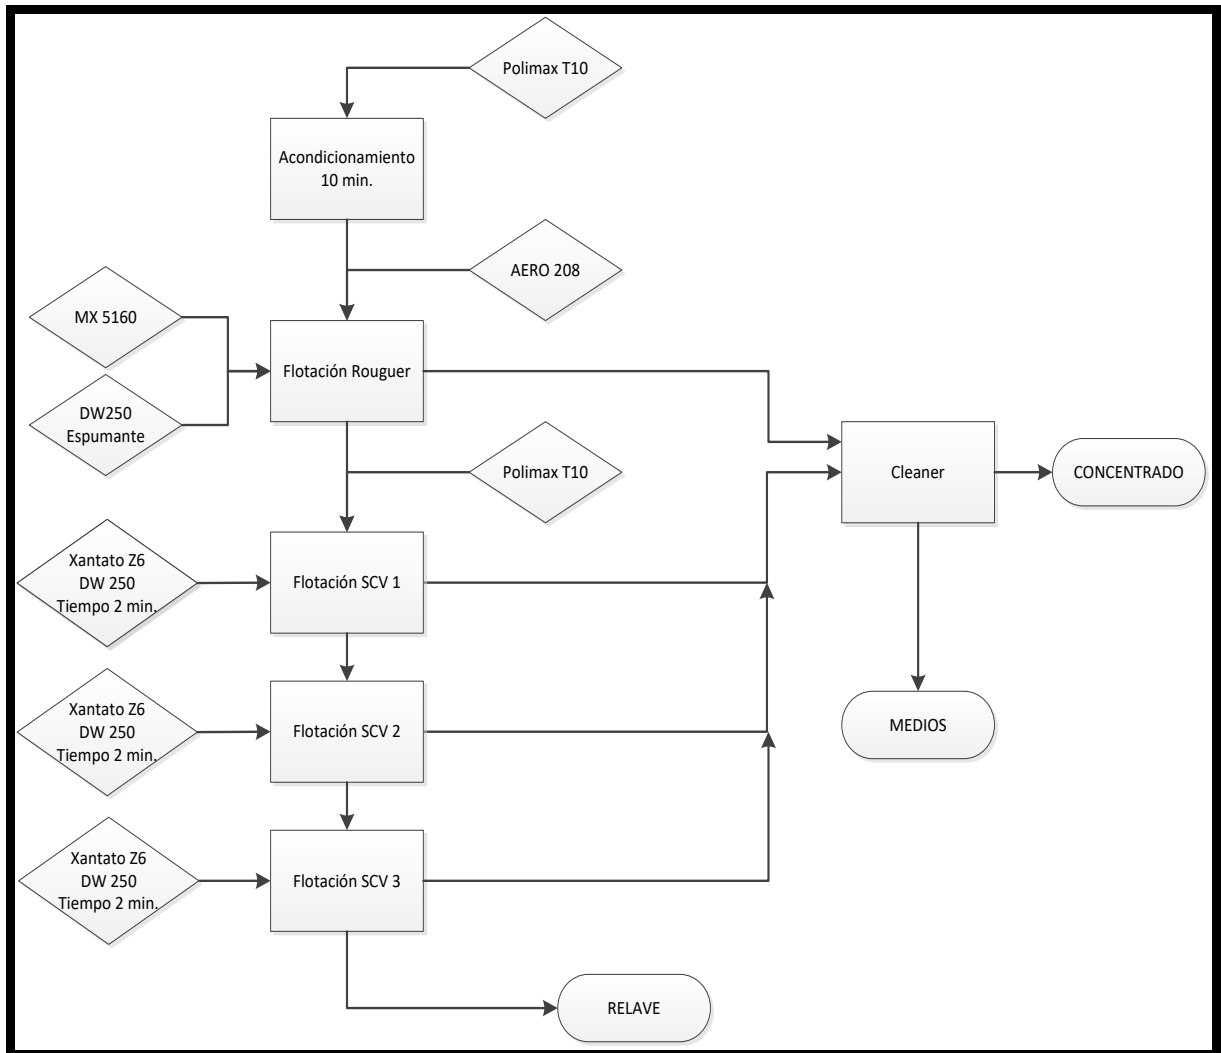 Polimax T10
Acondicionamiento
10 min.
AERO 208
MX 5160
Flotación Rouguer
DW250
Espumante
Cleaner
CONCENTRADO
Polimax T10
Xantato Z6
DW 250
Tiempo 2 min.
Flotación SCV 1
Xantato Z6
DW 250
Tiempo 2 min.
Flotación SCV 2
MEDIOS
Xantato Z6
DW 250
Tiempo 2 min.
Flotación SCV 3
RELAVE